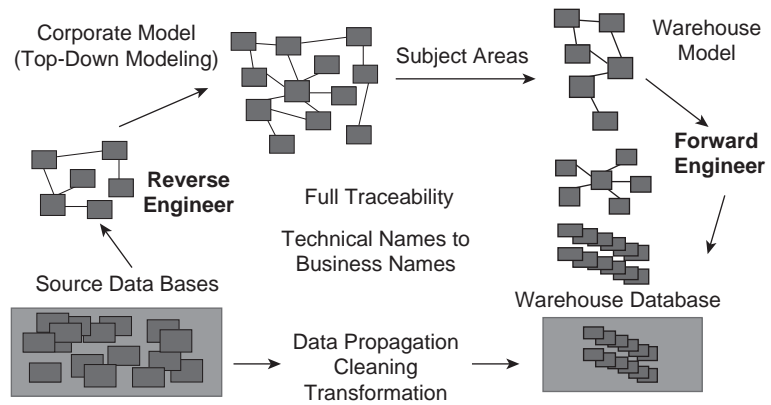 Corporate Model
(Top-Down Modeling)
Subject Areas
Warehouse
Model
Reverse
Engineer
Full Traceability
Forward
Engineer
Technical Names to
Business Names
Source Data Bases
Warehouse Database
Data Propagation
Cleaning
Transformation